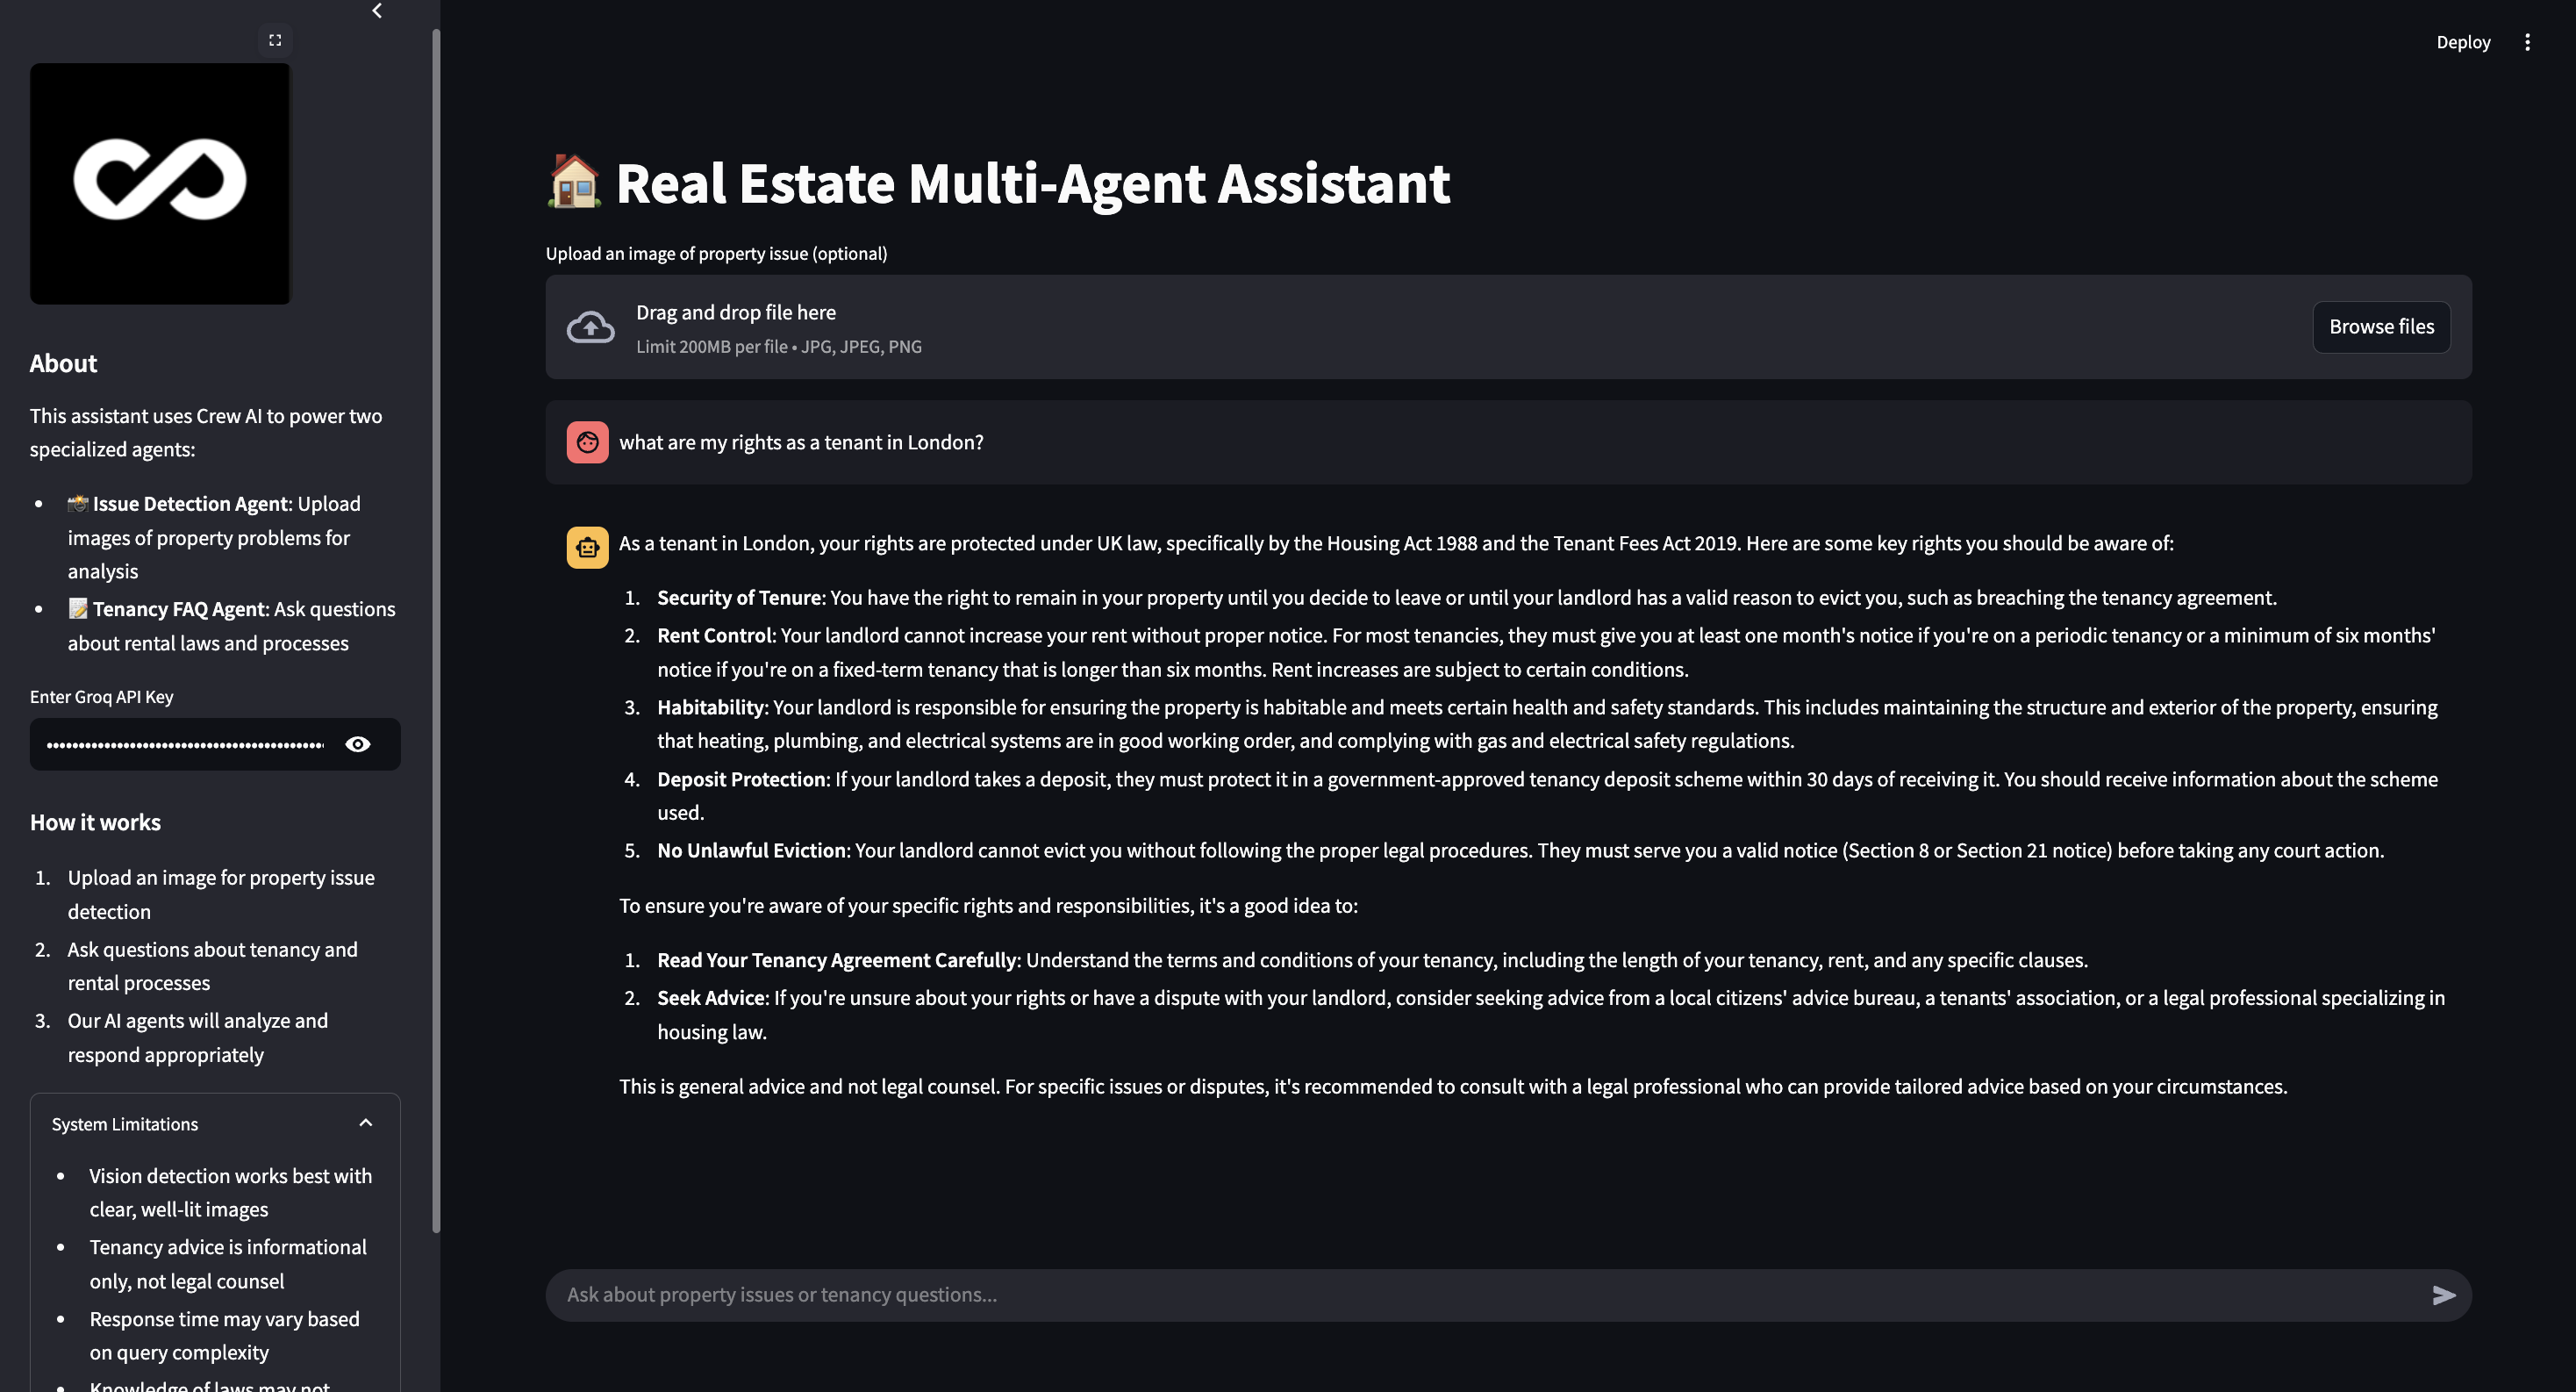 About
This assistant uses Crew AI to power two
specialized agents:
• 📸 Issue Detection Agent: Upload
images of property problems for
analysis
• 📝 Tenancy FAQ Agent: Ask questions
about rental laws and processes
Enter Groq API Key
How it works
1. Upload an image for property issue
detection
2. Ask questions about tenancy and
rental processes
3. Our AI agents will analyze and
respond appropriately
System Limitations
• Vision detection works best with
clear, well-lit images
• Tenancy advice is informational
only, not legal counsel
• Response time may vary based
on query complexity
• Knowledge of laws may not
Deploy
🏠 Real Estate Multi-Agent Assistant
Upload an image of property issue (optional)
Drag and drop file here
Limit 200MB per file • JPG, JPEG, PNG
Browse files
what are my rights as a tenant in London?
As a tenant in London, your rights are protected under UK law, specifically by the Housing Act 1988 and the Tenant Fees Act 2019. Here are some key rights you should be aware of:
1. Security of Tenure: You have the right to remain in your property until you decide to leave or until your landlord has a valid reason to evict you, such as breaching the tenancy agreement.
2. Rent Control: Your landlord cannot increase your rent without proper notice. For most tenancies, they must give you at least one month's notice if you're on a periodic tenancy or a minimum of six months'
notice if you're on a fixed-term tenancy that is longer than six months. Rent increases are subject to certain conditions.
3. Habitability: Your landlord is responsible for ensuring the property is habitable and meets certain health and safety standards. This includes maintaining the structure and exterior of the property, ensuring
that heating, plumbing, and electrical systems are in good working order, and complying with gas and electrical safety regulations.
4. Deposit Protection: If your landlord takes a deposit, they must protect it in a government-approved tenancy deposit scheme within 30 days of receiving it. You should receive information about the scheme
used.
5. No Unlawful Eviction: Your landlord cannot evict you without following the proper legal procedures. They must serve you a valid notice (Section 8 or Section 21 notice) before taking any court action.
To ensure you're aware of your specific rights and responsibilities, it's a good idea to:
1. Read Your Tenancy Agreement Carefully: Understand the terms and conditions of your tenancy, including the length of your tenancy, rent, and any specific clauses.
2. Seek Advice: If you're unsure about your rights or have a dispute with your landlord, consider seeking advice from a local citizens' advice bureau, a tenants' association, or a legal professional specializing in
housing law.
This is general advice and not legal counsel. For specific issues or disputes, it's recommended to consult with a legal professional who can provide tailored advice based on your circumstances.
Ask about property issues or tenancy questions...